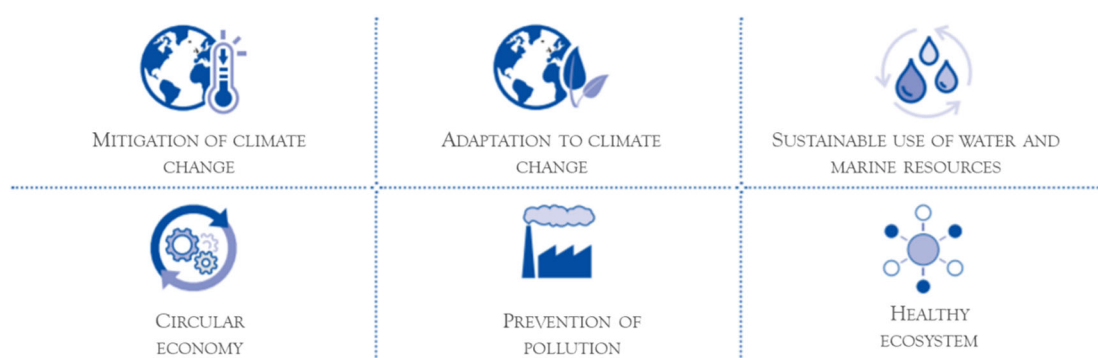 MITIGATION OF CLIMATE
CHANGE
ADAPTATION TO CLIMATE
CHANGE
SUSTAINABLE USE OF WATER AND
MARINE RESOURCES
CIRCULAR
ECONOMY
PREVENTION OF
POLLUTION
HEALTHY
ECOSYSTEM